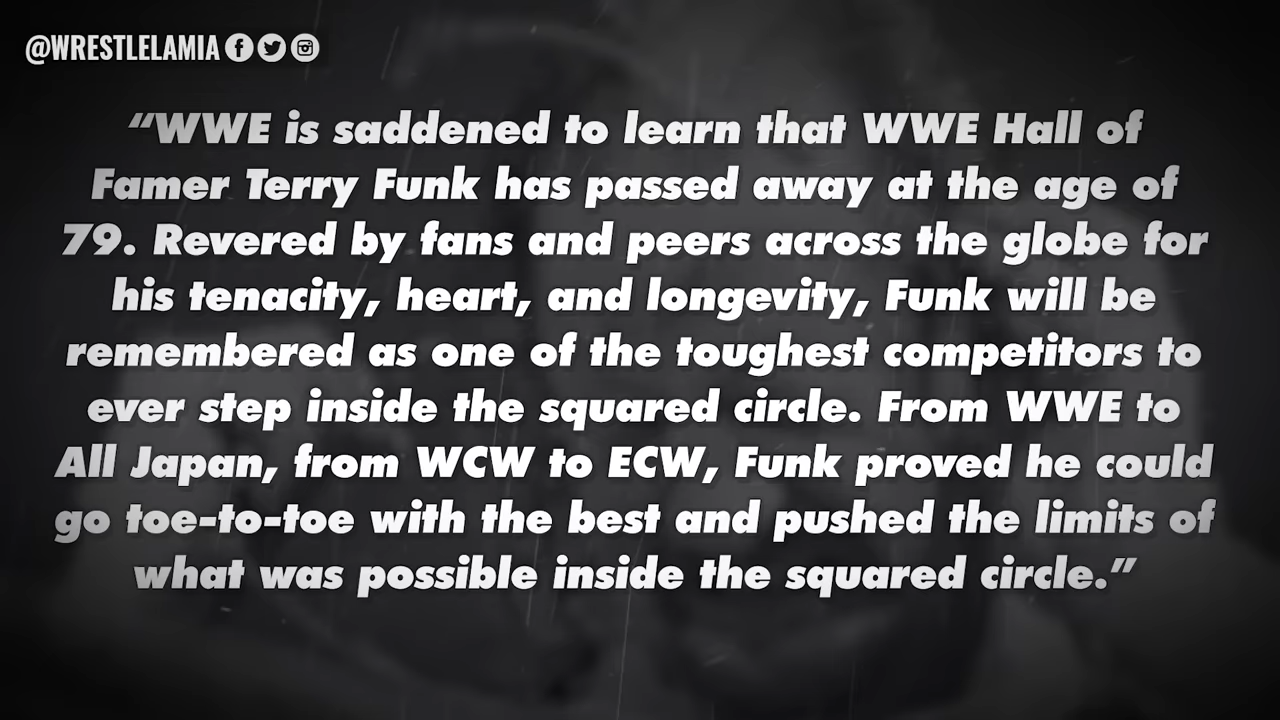 @WRESTLELAMIA
“WWE is saddened to learn that WWE Hall of
Famer Terry Funk has passed away at the age of
79. Revered by fans and peers across the globe for
his tenacity, heart, and longevity, Funk will be
remembered as one of the toughest competitors to
ever step inside the squared circle. From WWE to
All Japan, from WCW to ECW, Funk proved he could
go toe-to-toe with the best and pushed the limits of
what was possible inside the squared circle.”